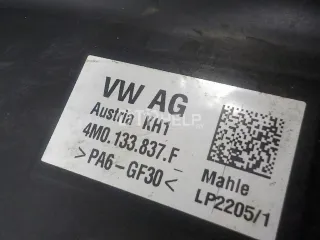 VW AG
Austria KH1
4M0.133.837.F
>PA6-GF30<
Mahle
LP2205/1